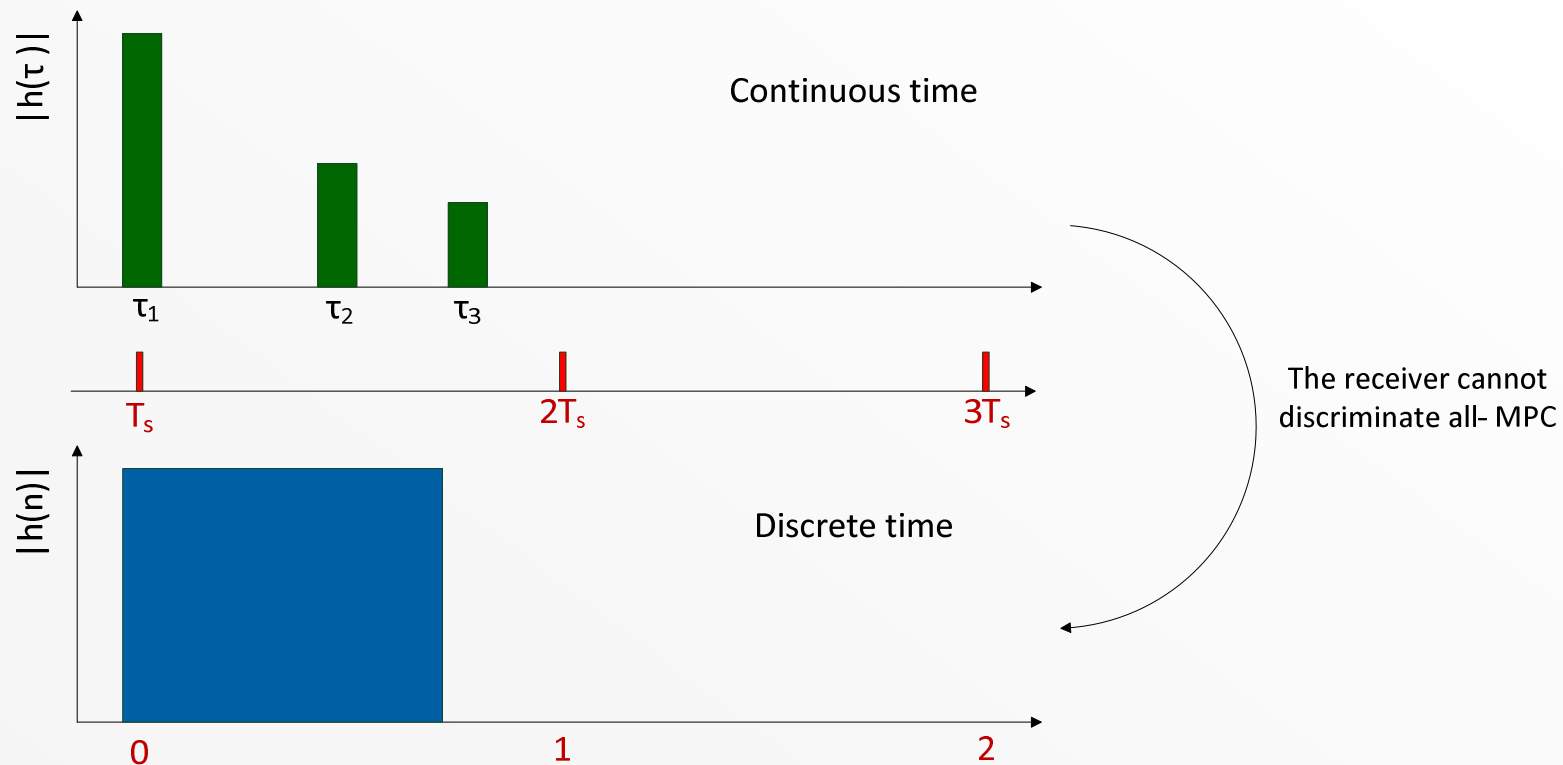 |h(τ )|
Continuous time
τ1
τ2
τ3
Ts
2Ts
3Ts
The receiver cannot
discriminate all- MPC
|h(n)|
Discrete time
0
1
2